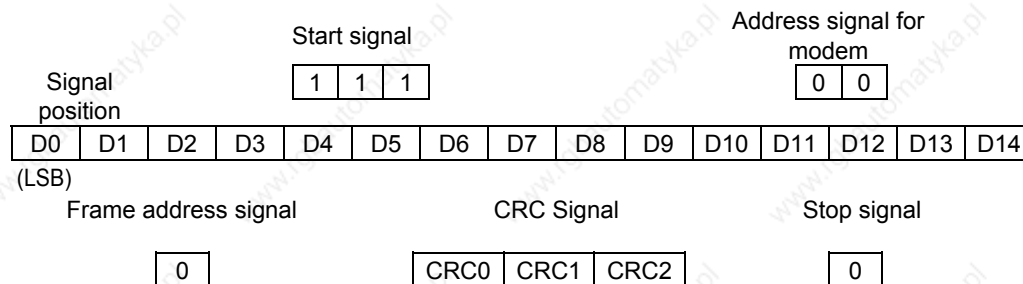 Start signal
Address signal for
modem
Signal
position
1 1 1
0 0
D0 D1 D2 D3 D4 D5 D6 D7 D8 D9 D10 D11 D12 D13 D14
(LSB)
Frame address signal CRC Signal Stop signal
0 CRC0 CRC1 CRC2 0